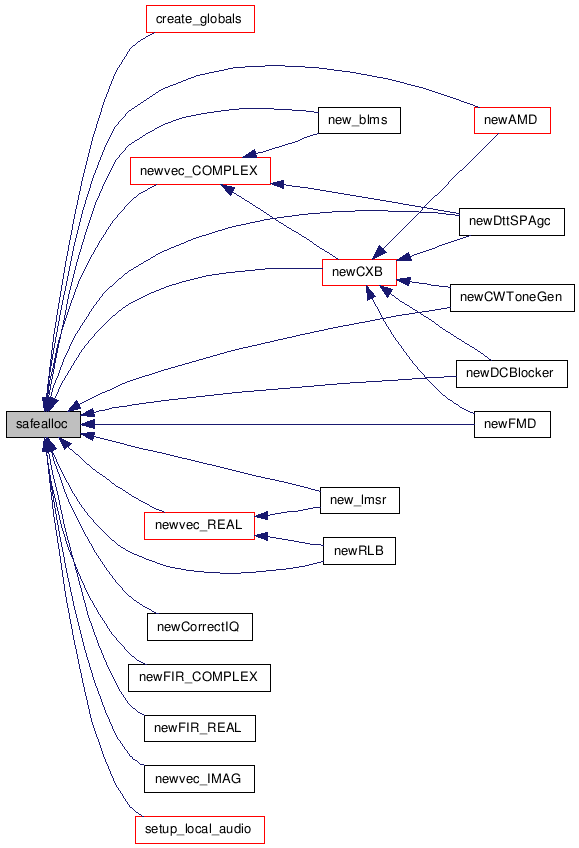 create_globals
new_blms
newAMD
newvec_COMPLEX
newDttSPAgc
newCXB
newCWToneGen
newDCBlocker
safealloc
newFMD
new_lmsr
newvec_REAL
newRLB
newCorrectIQ
newFIR_COMPLEX
newFIR_REAL
newvec_IMAG
setup_local_audio